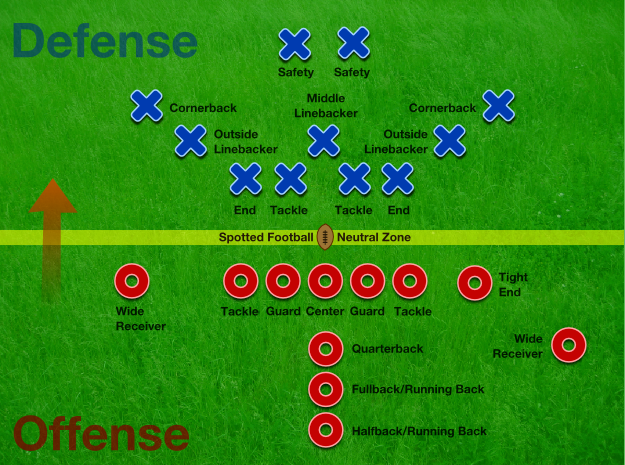 Defense
Safety Safety
Middle
Linebacker
Cornerback
Cornerback
Outside
Linebacker
Outside
Linebacker
End Tackle Tackle End
Spotted Football Neutral Zone
Wide
Receiver
Tackle Guard Center Guard Tackle
Tight
End
Quarterback
Wide
Receiver
Fullback/Running Back
Halfback/Running Back
Offense